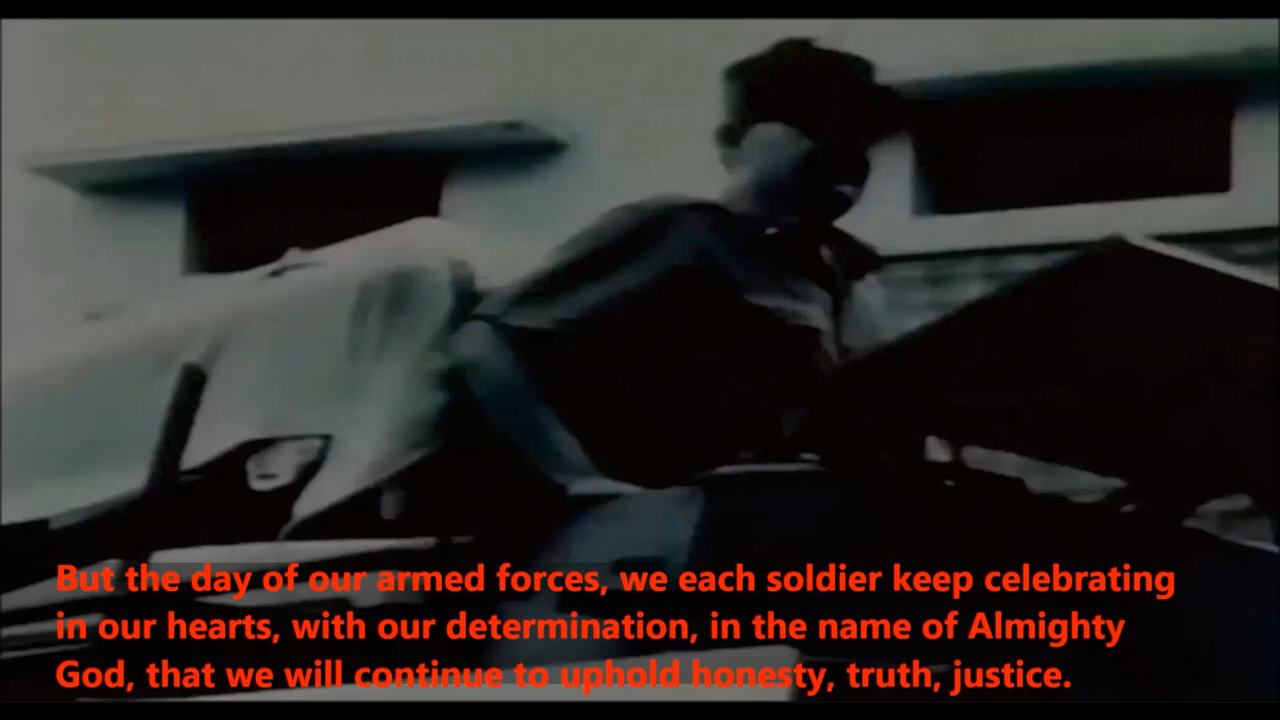 But the day of our armed forces, we each soldier keep celebrating
in our hearts, with our determination, in the name of Almighty
God, that we will continue to uphold honesty, truth, justice.